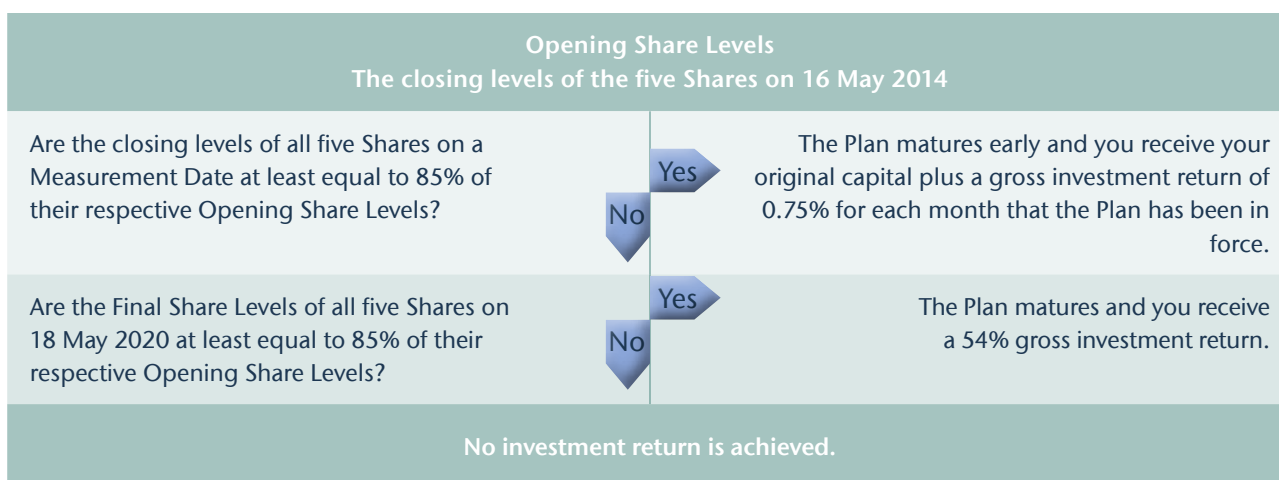 Opening Share Levels
The closing levels of the five Shares on 16 May 2014
Are the closing levels of all five Shares on a
Measurement Date at least equal to 85% of
their respective Opening Share Levels?
Yes
No
The Plan matures early and you receive your
original capital plus a gross investment return of
0.75% for each month that the Plan has been in
force.
Are the Final Share Levels of all five Shares on
18 May 2020 at least equal to 85% of their
respective Opening Share Levels?
Yes
No
The Plan matures and you receive
a 54% gross investment return.
No investment return is achieved.